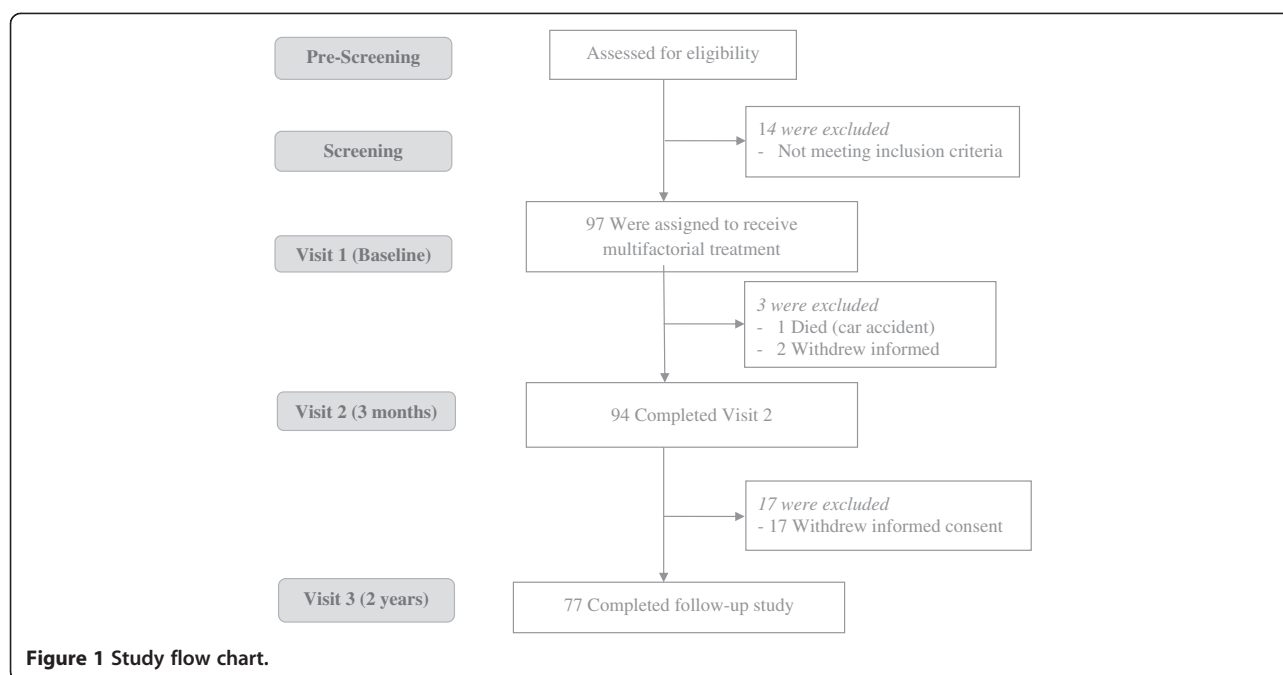 Pre-Screening
Assessed for eligibility
14 were excluded
- Not meeting inclusion criteria
Screening
97 Were assigned to receive
multifactorial treatment
Visit 1 (Baseline)
3 were excluded
- 1 Died (car accident)
- 2 Withdrew informed
Visit 2 (3 months)
94 Completed Visit 2
17 were excluded
- 17 Withdrew informed consent
Visit 3 (2 years)
77 Completed follow-up study
Figure 1 Study flow chart.